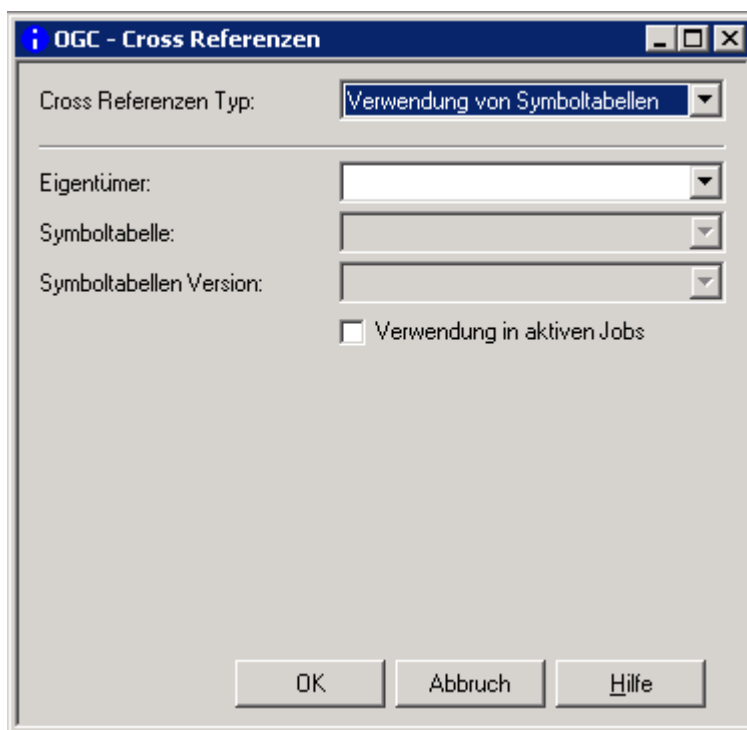 OGC - Cross Referenzen
Cross Referenzen Typ: Verwendung von Symboltabellen
Eigentümer:
Symboltabelle:
Symboltabellen Version:
Verwendung in aktiven Jobs
OK Abbruch Hilfe